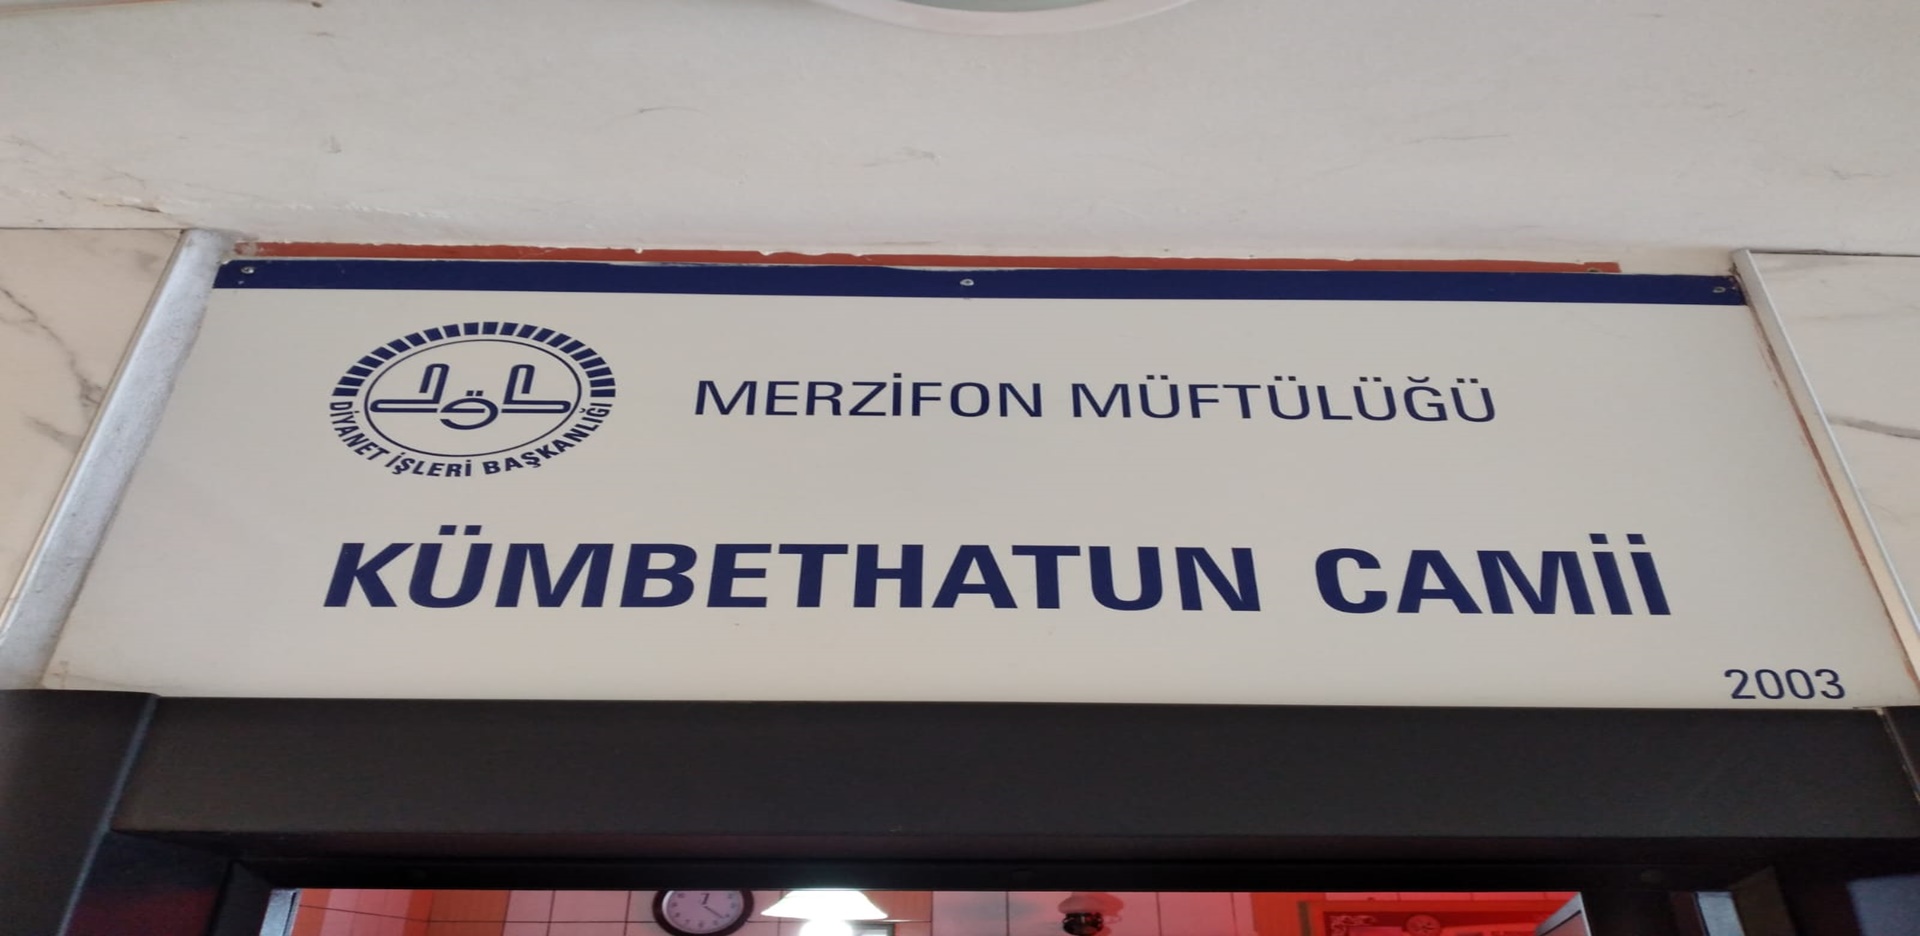 MERZİFON MÜFTÜLÜĞÜ
DİYANET İŞLERİ BAŞKANLIĞI
KÜMBETHATUN CAMİİ
2003